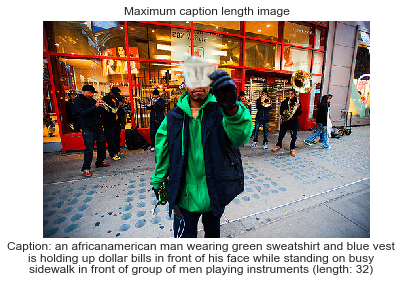 Maximum caption length image
Caption: an africanamerican man wearing green sweatshirt and blue vest
is holding up dollar bills in front of his face while standing on busy
sidewalk in front of group of men playing instruments (length: 32)